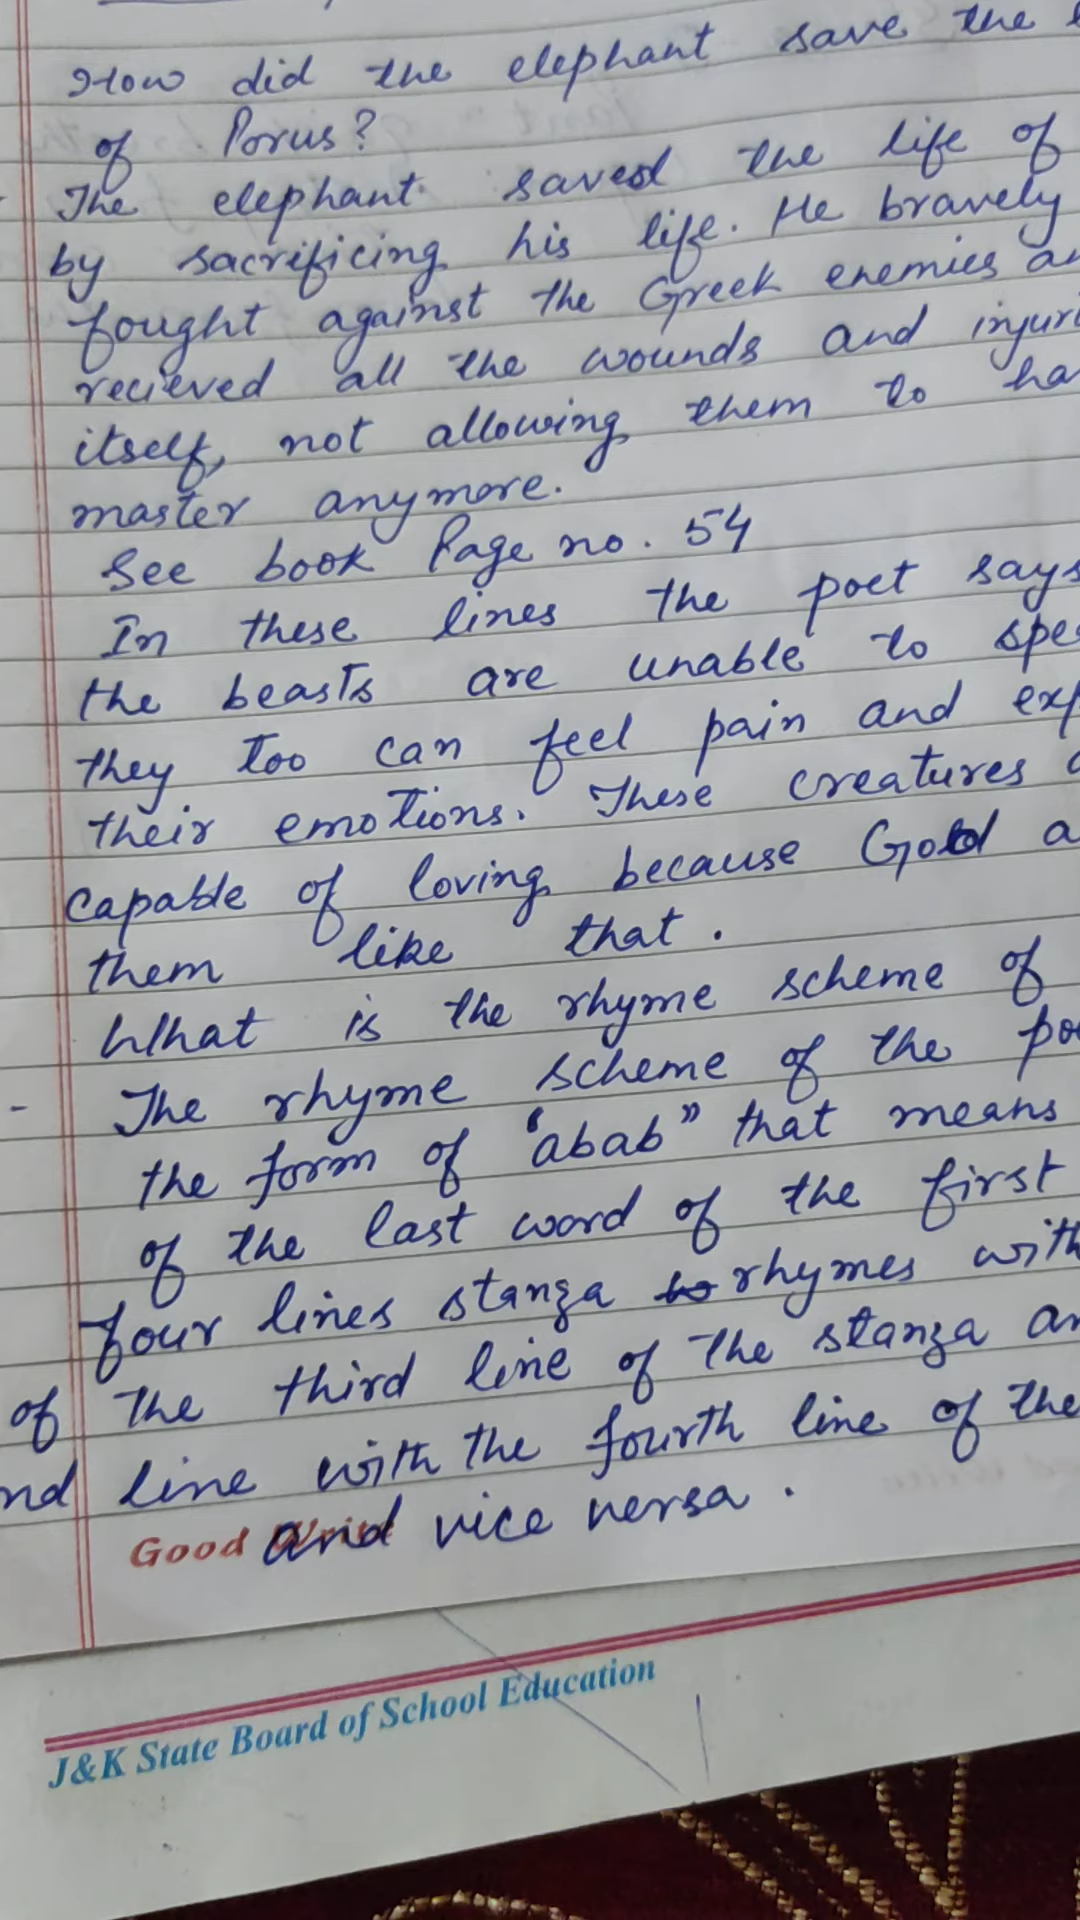 How did the elephant save the
of Porus?
The elephant saved the life of
by sacrificing his life. He bravely
fought against the Greek enemies
recieved all the wounds and
itself, not allowing them to
master anymore.
See book Page no. 54
In these lines the poet says
the beasts are unable to
they too can feel pain and
their emotions. These creatures
capable of loving because God
them like that.
What is the rhyme scheme of
- The rhyme scheme of the
the form of "abab" that means
of the last word of the first
four lines stanza rhymes with
of the third line of the stanza
nd line with the fourth line of the
Good and vice versa.
J&K State Board of School Education